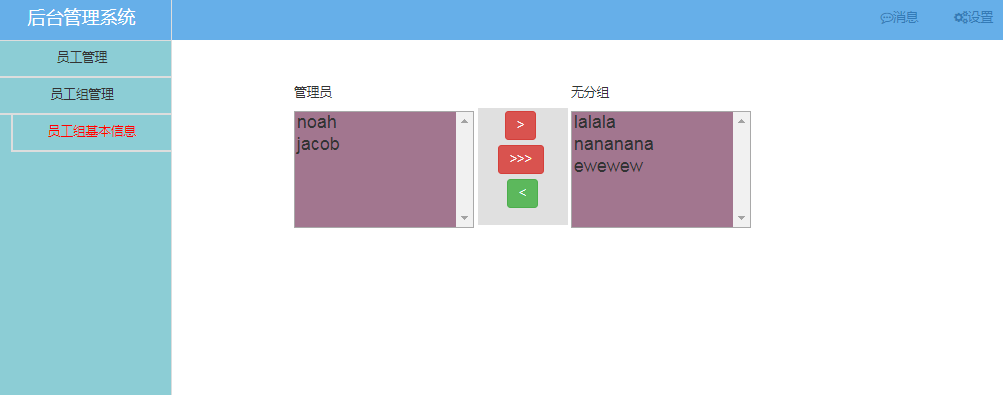 后台管理系统
消息
设置
员工管理
员工组管理
员工组基本信息
管理员
noah
jacob
>
>>>
<
无分组
lalala
nananana
ewewew